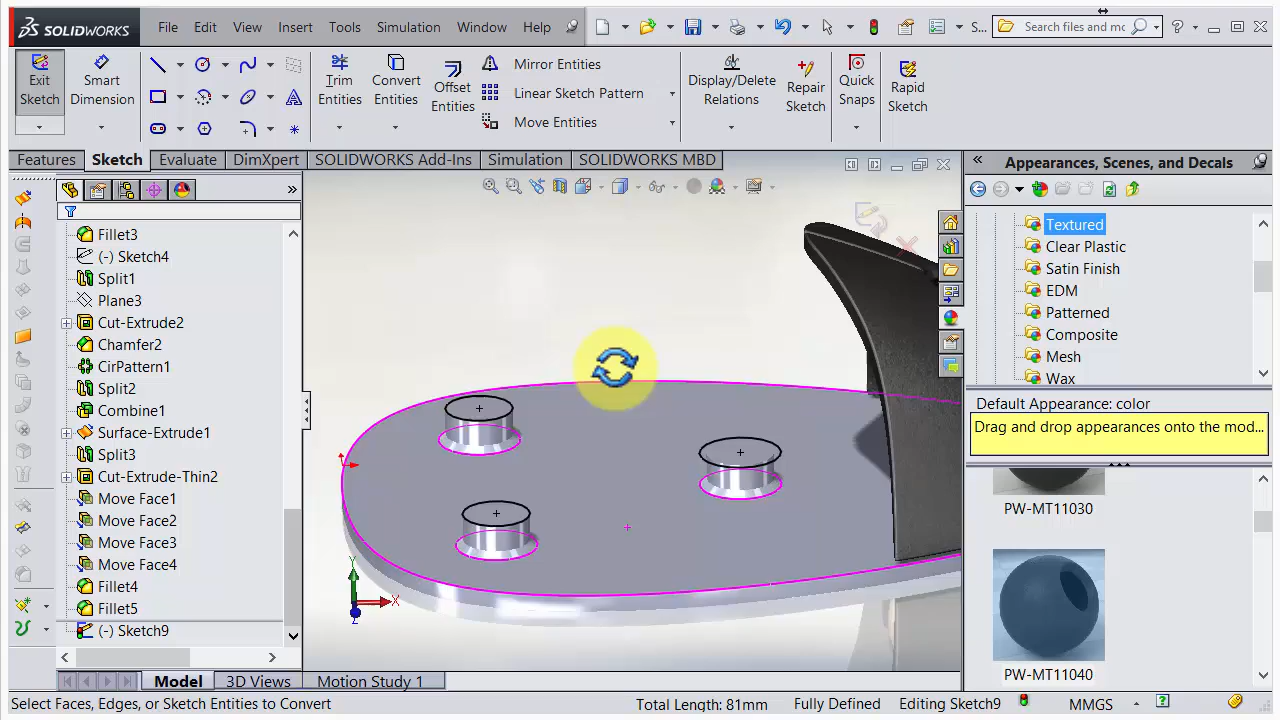 SOLIDWORKS
File Edit View Insert Tools Simulation Window Help
S...
Search files and mo
?
Exit Sketch
Smart Dimension
Trim Entities
Convert Entities
Offset Entities
Mirror Entities
Linear Sketch Pattern
Move Entities
Display/Delete Relations
Repair Sketch
Quick Snaps
Rapid Sketch
Features Sketch Evaluate DimXpert SOLIDWORKS Add-Ins Simulation SOLIDWORKS MBD
Appearances, Scenes, and Decals
Fillet3
(-) Sketch4
Split1
Plane3
Cut-Extrude2
Chamfer2
CirPattern1
Split2
Combine1
Surface-Extrude1
Split3
Cut-Extrude-Thin2
Move Face1
Move Face2
Move Face3
Move Face4
Fillet4
Fillet5
(-) Sketch9
Y
X
Z
Textured
Clear Plastic
Satin Finish
EDM
Patterned
Composite
Mesh
Wax
Default Appearance: color
Drag and drop appearances onto the mod...
PW-MT11030
PW-MT11040
Model 3D Views Motion Study 1
Select Faces, Edges, or Sketch Entities to Convert
Total Length: 81mm
Fully Defined
Editing Sketch9
MMGS
?